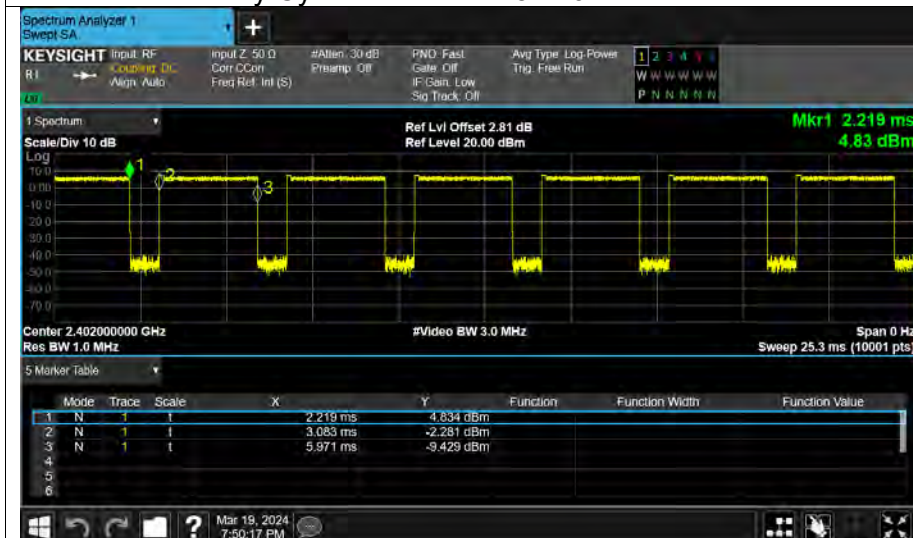 Spectrum Analyzer 1
Swept SA
+
KEYSIGHT Input: RF Input Z: 50 Ω #Atten: 30 dB PNO: Fast Avg Type: Log-Power 1 2 3 4 5 6
Coupling: DC Corr CCorr Preamp: Off Gate: Off Trig: Free Run W W W W W W
Align: Auto Freq Ref: Int (S) IF Gain: Low
Sig Track: Off P N N N N N
1 Spectrum
Ref Lvl Offset 2.81 dB Mkr1 2.219 ms
Scale/Div 10 dB Ref Level 20.00 dBm 4.83 dBm
Log
10.0
0.00
-10.0
-20.0
-30.0
-40.0
-50.0
-60.0
-70.0
1
2
3
Center 2.402000000 GHz #Video BW 3.0 MHz Span 0 Hz
Res BW 1.0 MHz Sweep 25.3 ms (10001 pts)
5 Marker Table
Mode Trace Scale X Y Function Function Width Function Value
1 N 1 t 2.219 ms 4.834 dBm
2 N 1 t 3.083 ms -2.281 dBm
3 N 1 t 5.971 ms -9.429 dBm
4
5
6
? Mar 19, 2024
7:50:17 PM